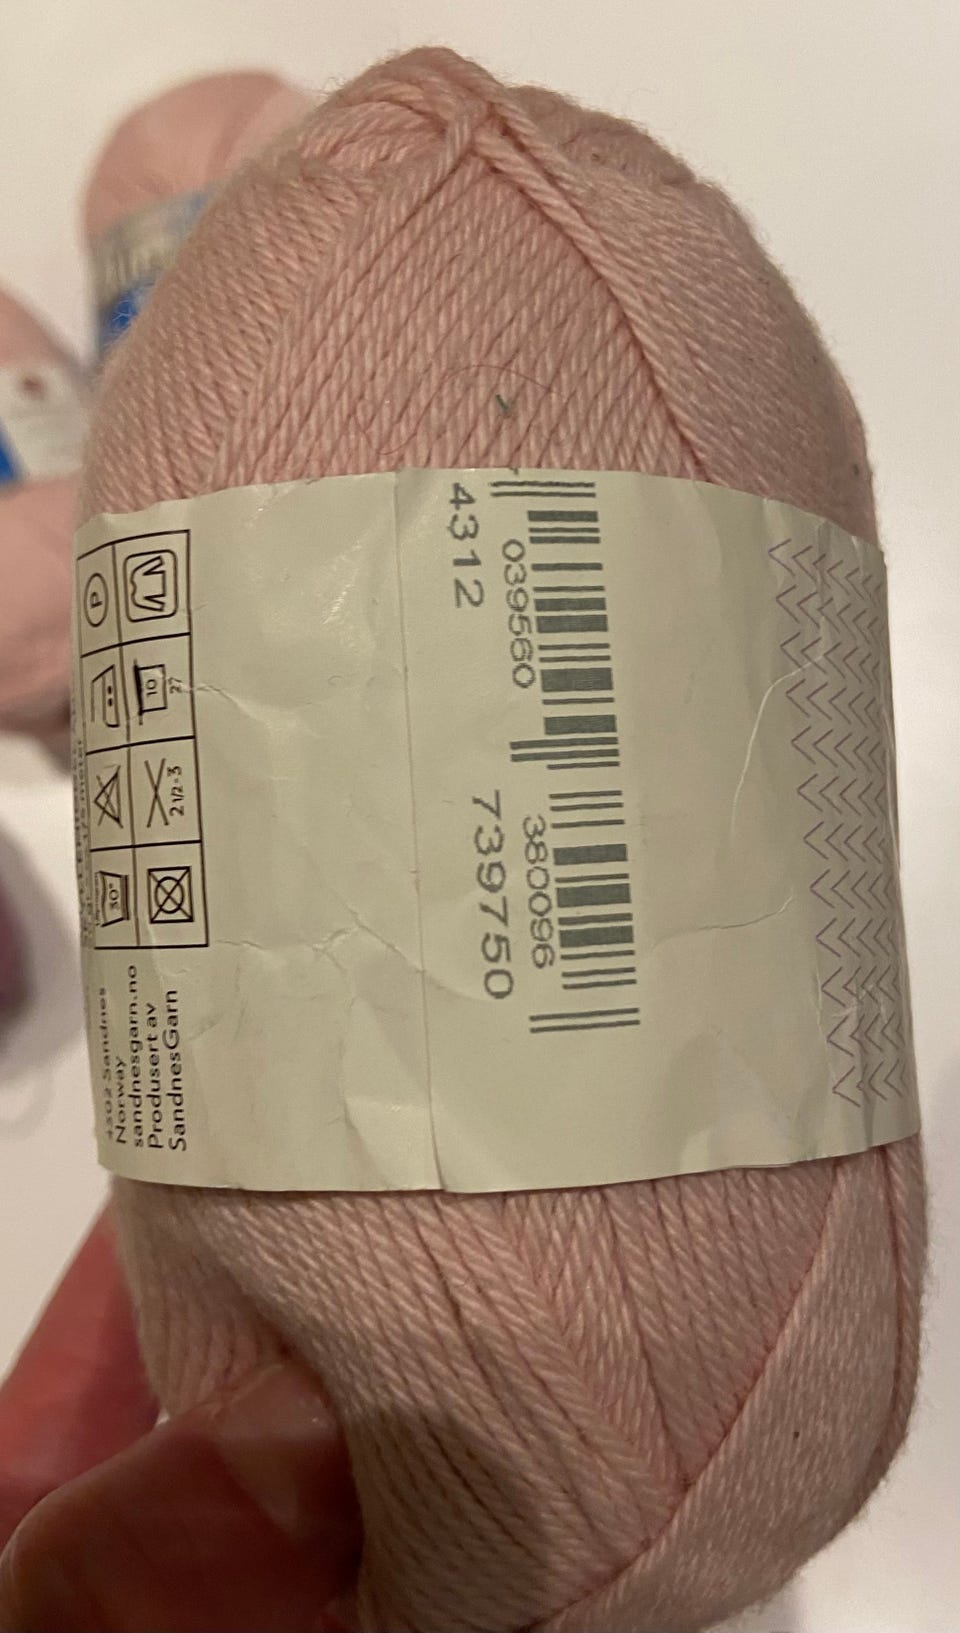 4312
7 039560 380096
739750
P
10
27
2 1/2-3
30°
4302 Sandnes
Norway
sandnesgarn.no
Produsert av
SandnesGarn